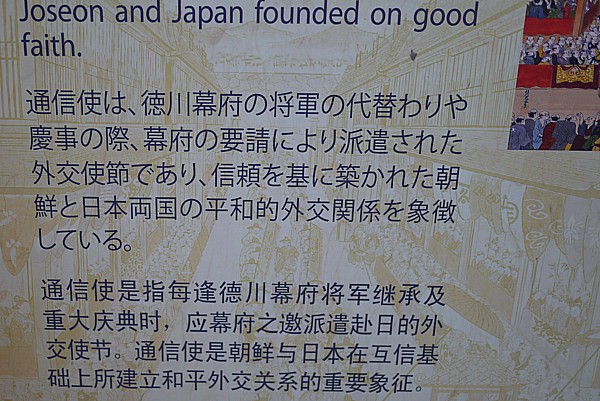 Joseon and Japan founded on good
faith.
通信使は、徳川幕府の将軍の代替わりや
慶事の際、幕府の要請により派遣された
外交使節であり、信頼を基に築かれた朝
鮮と日本両国の平和的外交関係を象徴
している。
通信使是指每逢德川幕府将军继承及
重大庆典时，应幕府之邀派遣赴日的外
交使节。通信使是朝鲜与日本在互信基
础上所建立和平外交关系的重要象征。